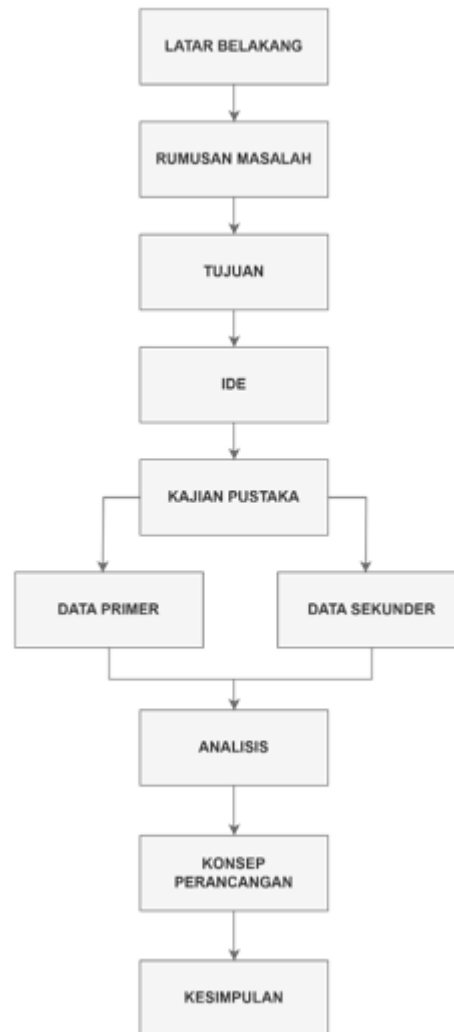 LATAR BELAKANG
RUMUSAN MASALAH
TUJUAN
IDE
KAJIAN PUSTAKA
DATA PRIMER
DATA SEKUNDER
ANALISIS
KONSEP
PERANCANGAN
KESIMPULAN